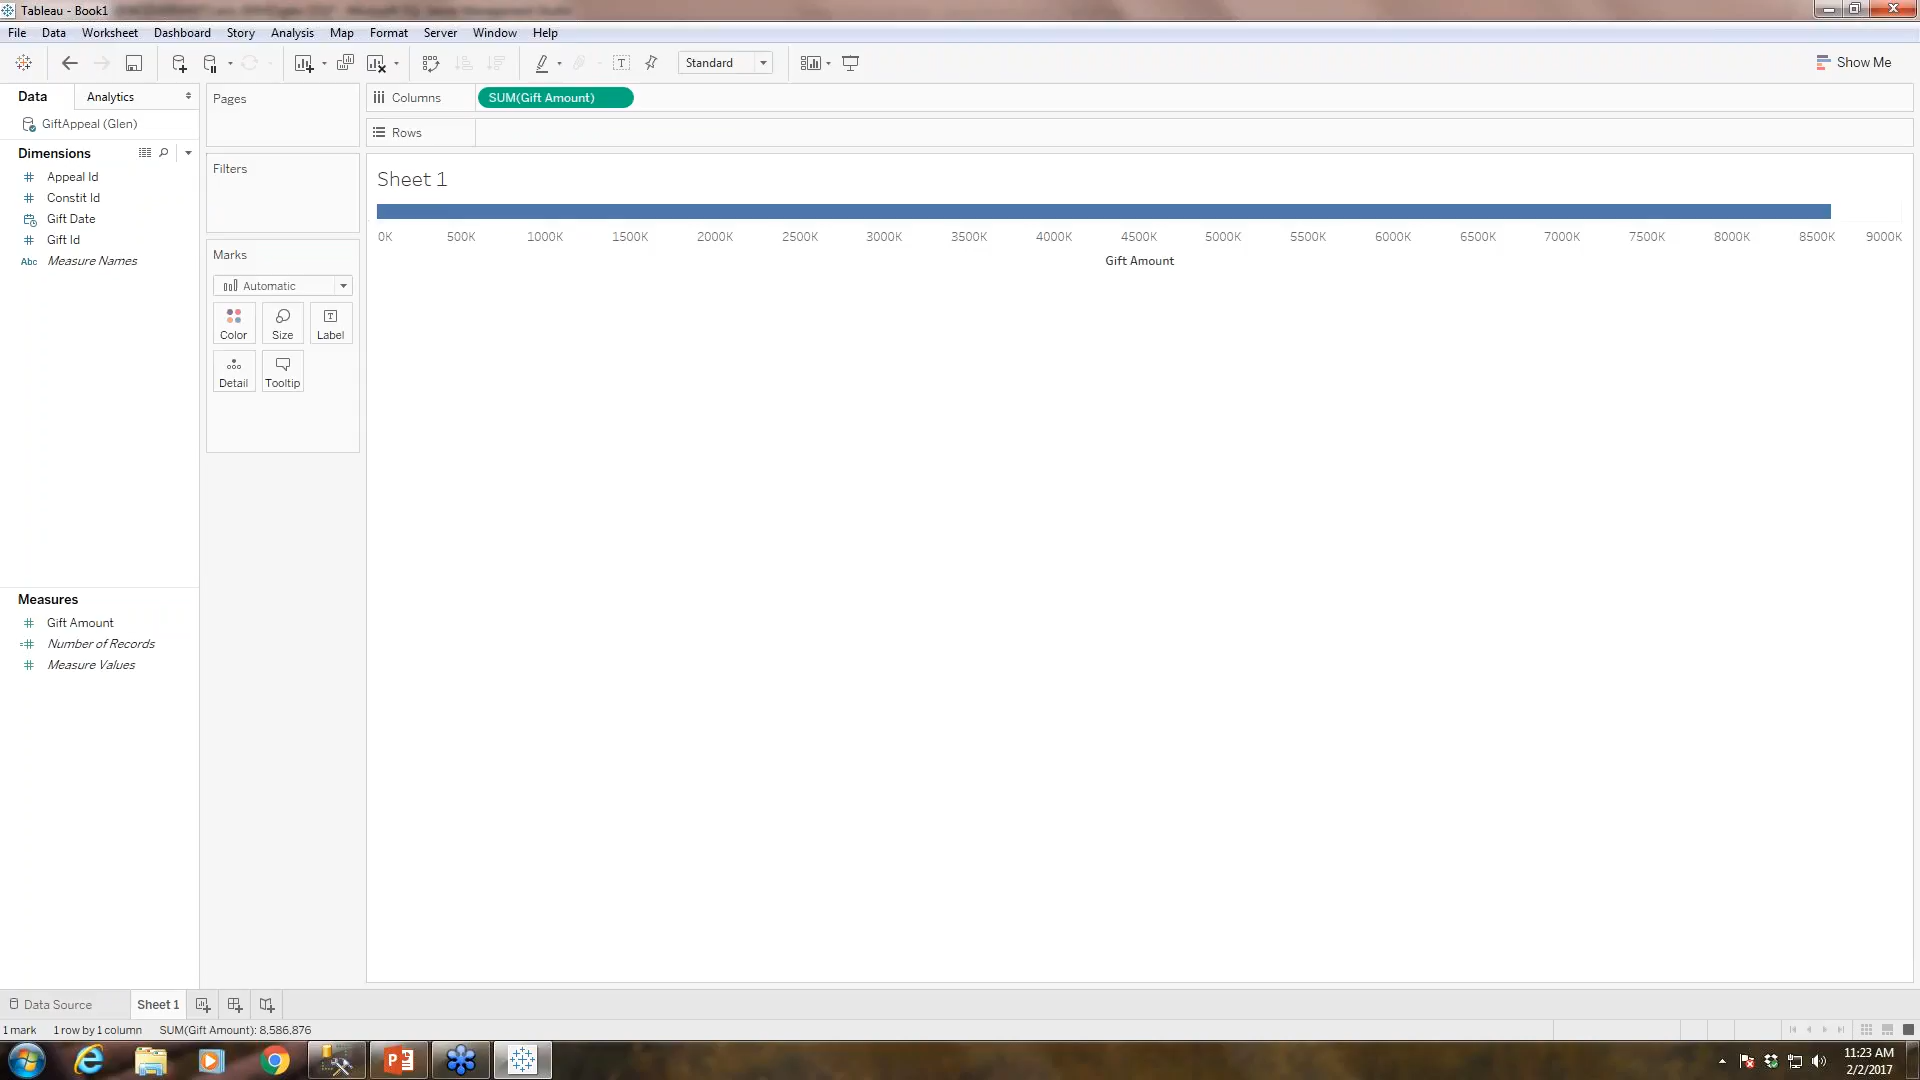 Tableau - Book1
File Data Worksheet Dashboard Story Analysis Map Format Server Window Help
Standard
Show Me
Data Analytics
GiftAppeal (Glen)
Dimensions
Appeal Id
Constit Id
Gift Date
Gift Id
Abc Measure Names
Measures
Gift Amount
Number of Records
Measure Values
Pages
Filters
Marks
Automatic
Color Size Label
Detail Tooltip
Columns SUM(Gift Amount)
Rows
Sheet 1
0K 500K 1000K 1500K 2000K 2500K 3000K 3500K 4000K 4500K 5000K 5500K 6000K 6500K 7000K 7500K 8000K 8500K 9000K
Gift Amount
Data Source Sheet 1
1 mark 1 row by 1 column SUM(Gift Amount): 8,586,876
11:23 AM
2/2/2017